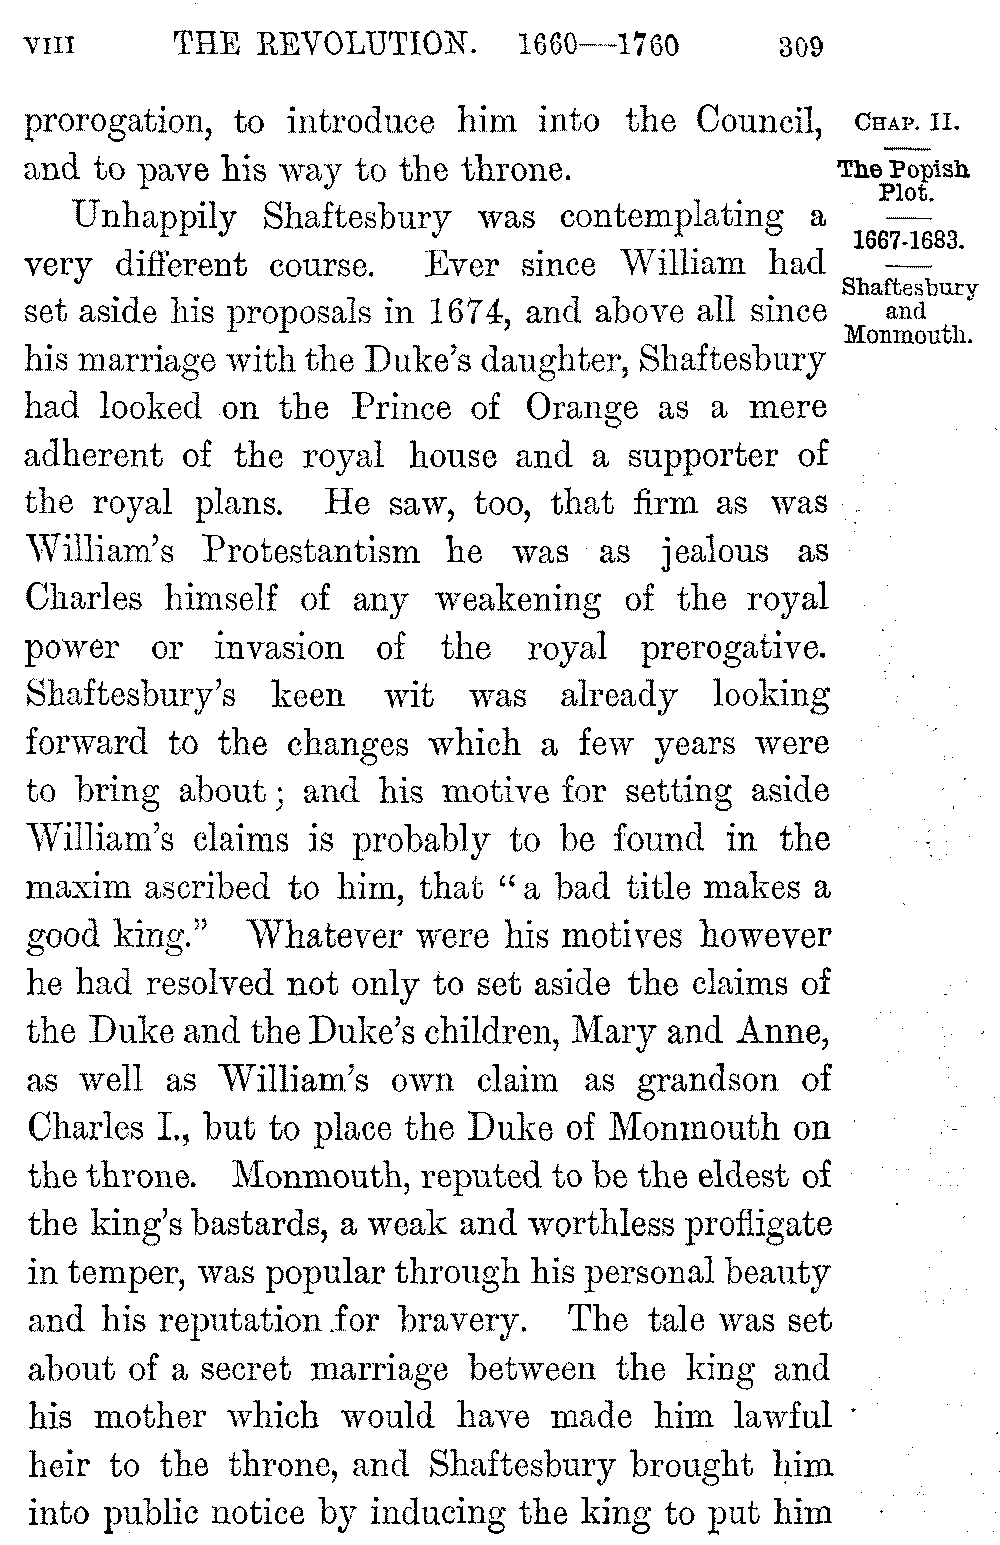 VIII THE REVOLUTION. 1660—1760 309
prorogation, to introduce him into the Council,
and to pave his way to the throne.
Unhappily Shaftesbury was contemplating a
very different course. Ever since William had
set aside his proposals in 1674, and above all since
his marriage with the Duke's daughter, Shaftesbury
had looked on the Prince of Orange as a mere
adherent of the royal house and a supporter of
the royal plans. He saw, too, that firm as was
William's Protestantism he was as jealous as
Charles himself of any weakening of the royal
power or invasion of the royal prerogative.
Shaftesbury's keen wit was already looking
forward to the changes which a few years were
to bring about; and his motive for setting aside
William's claims is probably to be found in the
maxim ascribed to him, that "a bad title makes a
good king." Whatever were his motives however
he had resolved not only to set aside the claims of
the Duke and the Duke's children, Mary and Anne,
as well as William's own claim as grandson of
Charles I., but to place the Duke of Monmouth on
the throne. Monmouth, reputed to be the eldest of
the king's bastards, a weak and worthless profligate
in temper, was popular through his personal beauty
and his reputation for bravery. The tale was set
about of a secret marriage between the king and
his mother which would have made him lawful
heir to the throne, and Shaftesbury brought him
into public notice by inducing the king to put him
CHAP. II.
The Popish
Plot.
1667-1683.
Shaftesbury
and
Monmouth.